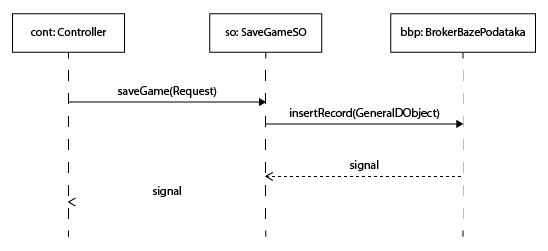 cont: Controller
so: SaveGameSO
bbp: BrokerBazePodataka
saveGame(Request)
insertRecord(GeneralDObject)
signal
signal